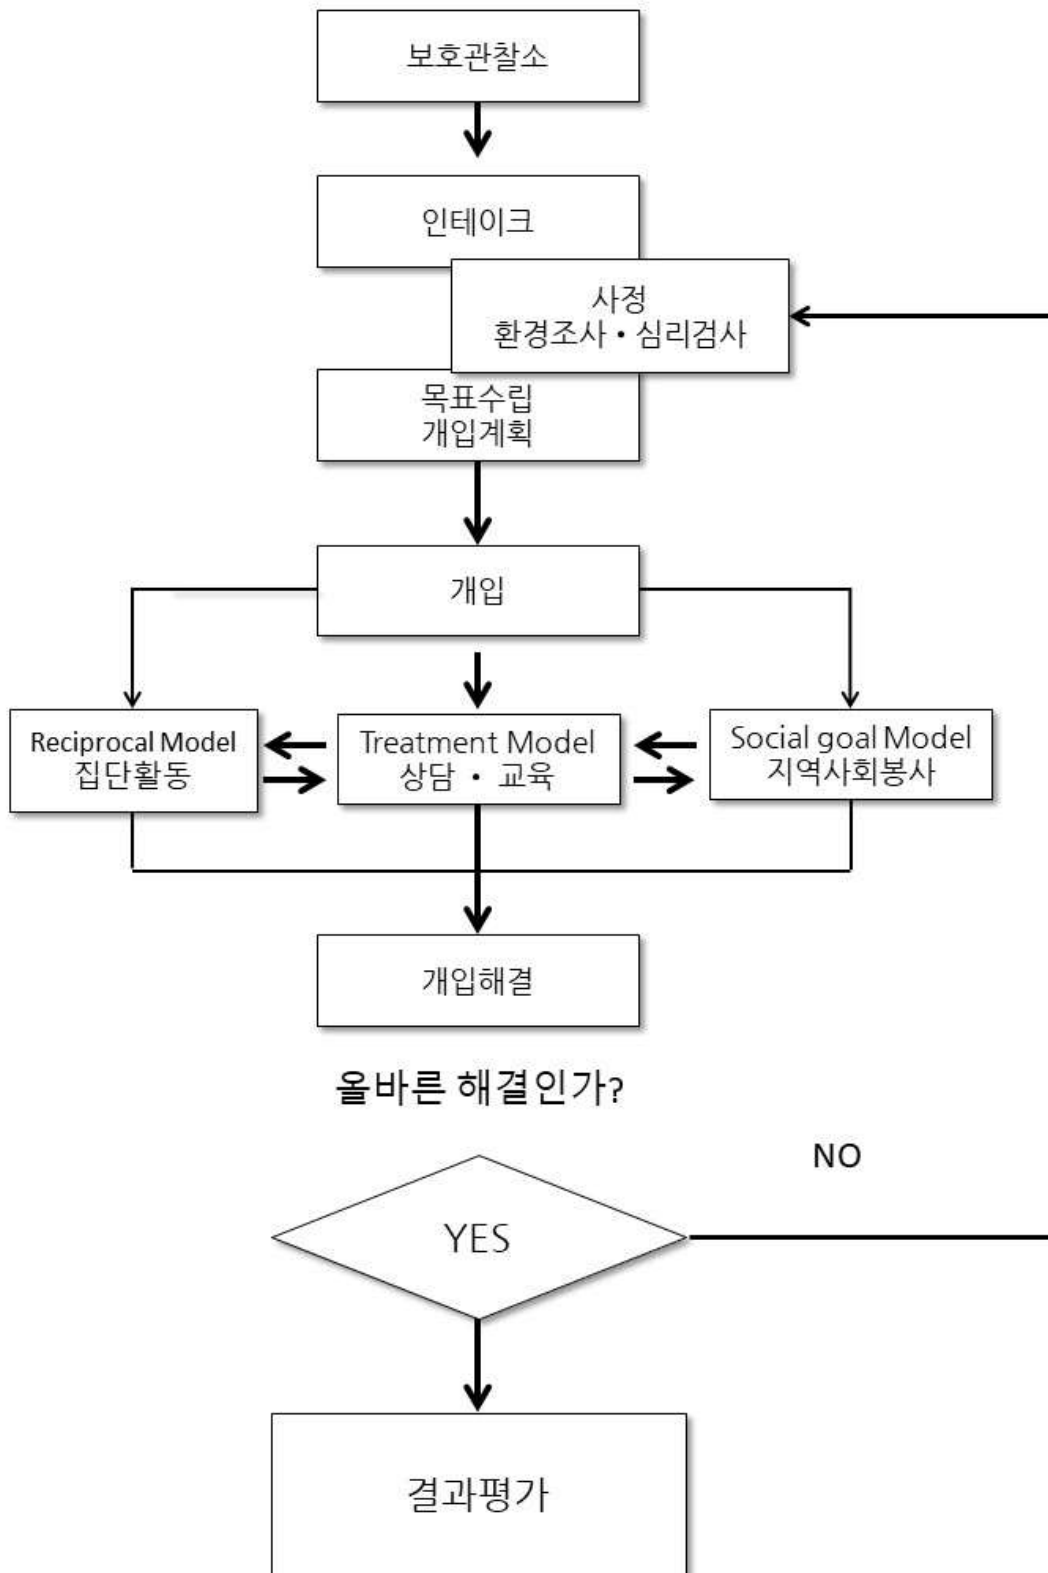 보호관찰소
인테이크
사정
환경조사・심리검사
목표수립
개입계획
개입
Reciprocal Model
집단활동
Treatment Model
상담 ・ 교육
Social goal Model
지역사회봉사
개입해결
올바른 해결인가?
NO
YES
결과평가